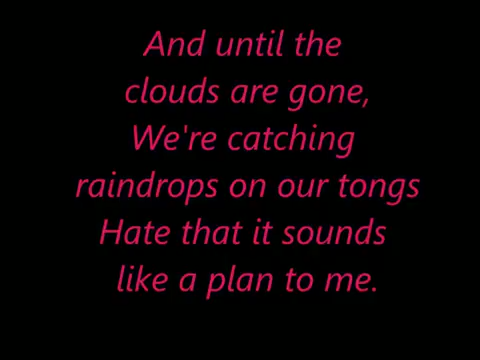 And until the
clouds are gone,
We're catching
raindrops on our tongs
Hate that it sounds
like a plan to me.